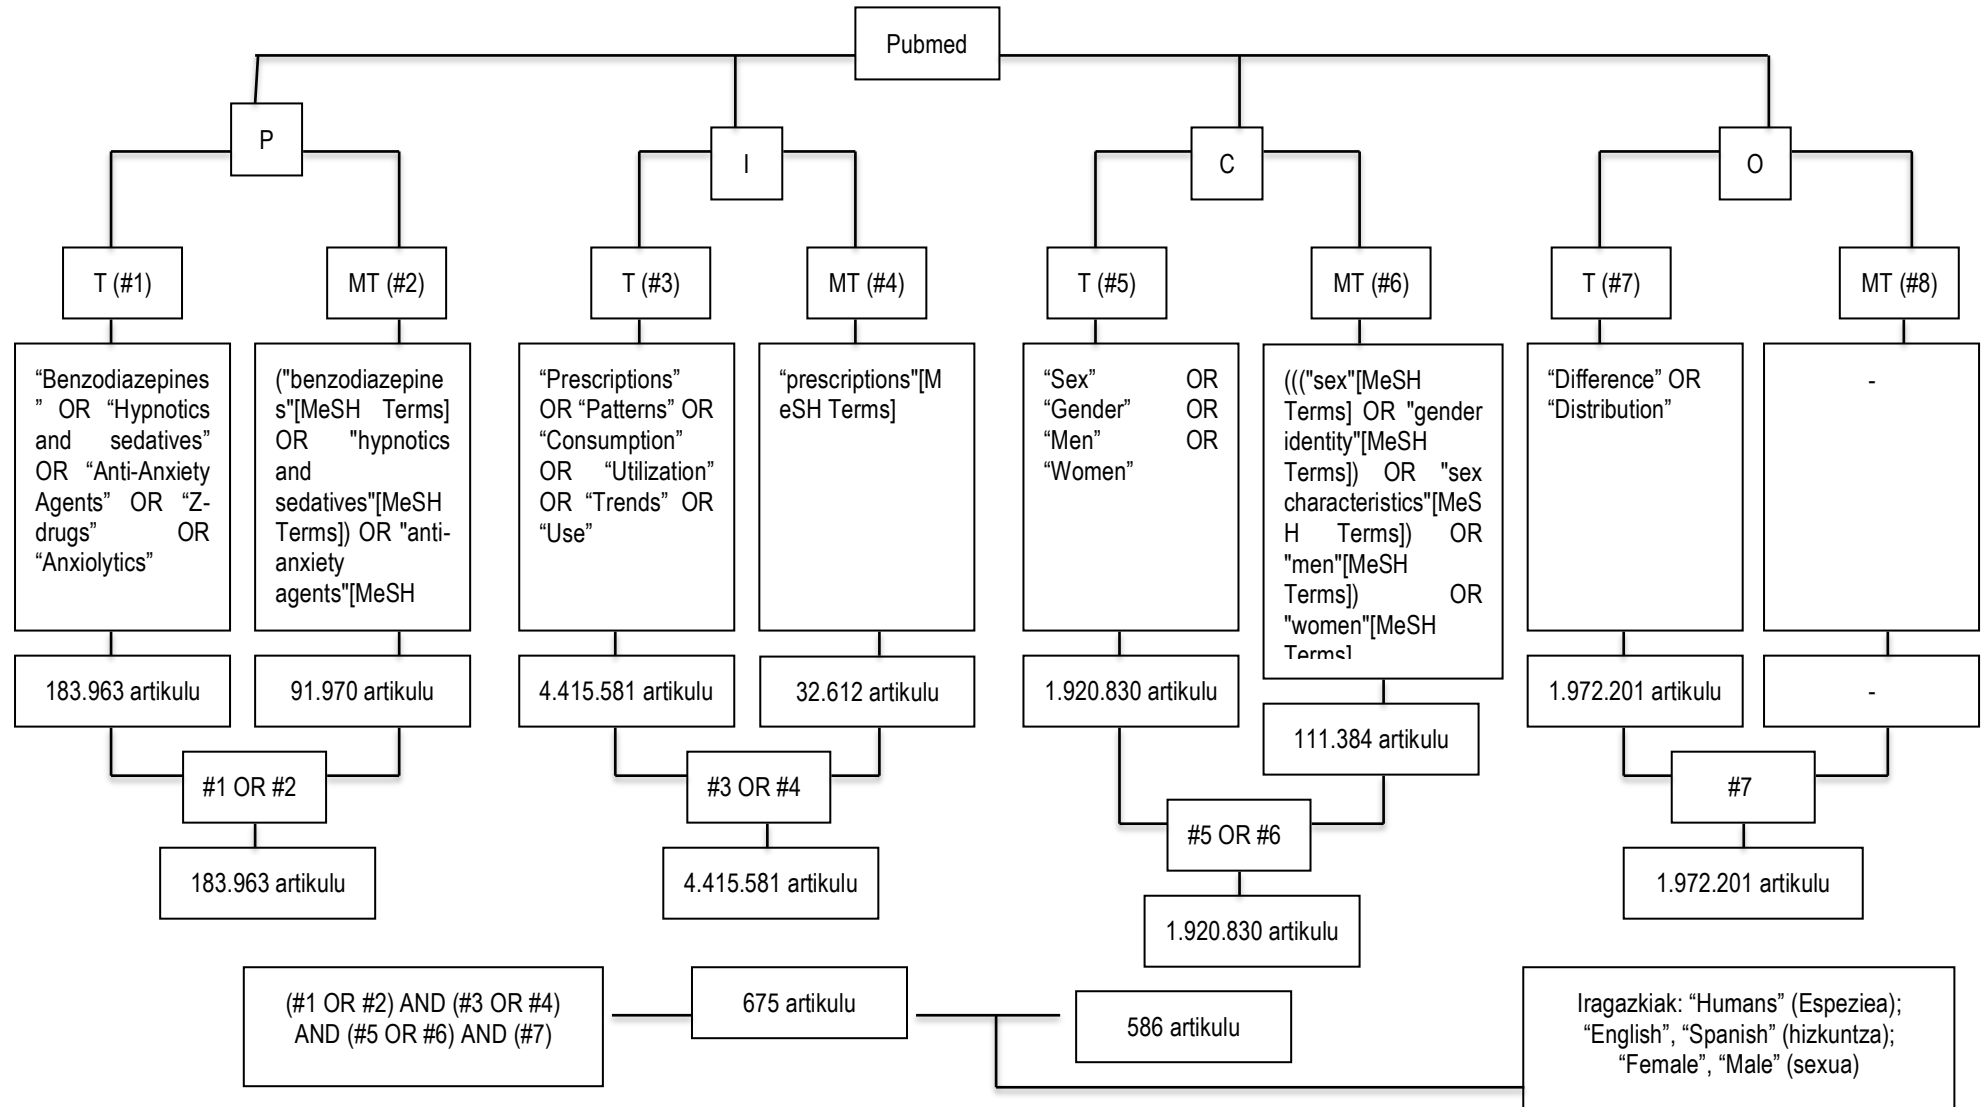 Pubmed
P
I
C
O
T (#1)
MT (#2)
T (#3)
MT (#4)
T (#5)
MT (#6)
T (#7)
MT (#8)
“Benzodiazepines
” OR “Hypnotics
and sedatives”
OR “Anti-Anxiety
Agents” OR “Z-
drugs” OR
“Anxiolytics”
("benzodiazepine
s"[MeSH Terms]
OR "hypnotics
and
sedatives"[MeSH
Terms]) OR "anti-
anxiety
agents"[MeSH
“Prescriptions”
OR “Patterns” OR
“Consumption”
OR “Utilization”
OR “Trends” OR
“Use”
“prescriptions"[M
eSH Terms]
“Sex” OR
“Gender” OR
“Men” OR
“Women”
((("sex"[MeSH
Terms] OR "gender
identity"[MeSH
Terms]) OR "sex
characteristics"[MeS
H Terms]) OR
"men"[MeSH
Terms]) OR
"women"[MeSH
Terms]
“Difference” OR
“Distribution”
-
183.963 artikulu
91.970 artikulu
4.415.581 artikulu
32.612 artikulu
1.920.830 artikulu
111.384 artikulu
1.972.201 artikulu
-
#1 OR #2
#3 OR #4
#5 OR #6
#7
183.963 artikulu
4.415.581 artikulu
1.920.830 artikulu
1.972.201 artikulu
(#1 OR #2) AND (#3 OR #4)
AND (#5 OR #6) AND (#7)
675 artikulu
586 artikulu
Iragazkiak: “Humans” (Espeziea);
“English”, “Spanish” (hizkuntza);
“Female”, “Male” (sexua)